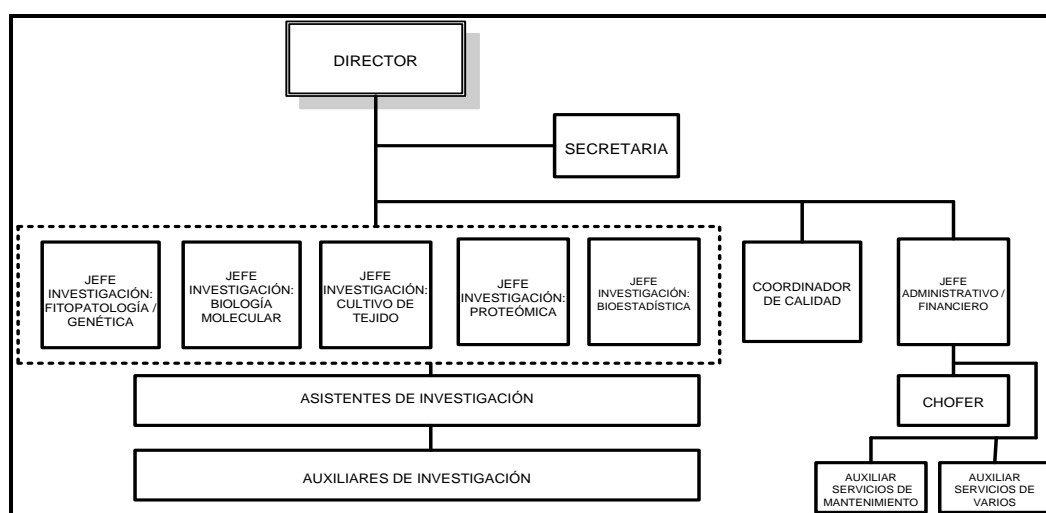 DIRECTOR
SECRETARIA
JEFE
INVESTIGACIÓN:
FITOPATOLOGÍA /
GENÉTICA
JEFE
INVESTIGACIÓN:
BIOLOGÍA
MOLECULAR
JEFE
INVESTIGACIÓN:
CULTIVO DE
TEJIDO
JEFE
INVESTIGACIÓN:
PROTEÓMICA
JEFE
INVESTIGACIÓN:
BIOESTADÍSTICA
COORDINADOR
DE CALIDAD
JEFE
ADMINISTRATIVO /
FINANCIERO
ASISTENTES DE INVESTIGACIÓN
CHOFER
AUXILIARES DE INVESTIGACIÓN
AUXILIAR
SERVICIOS DE
MANTENIMIENTO
AUXILIAR
SERVICIOS DE
VARIOS